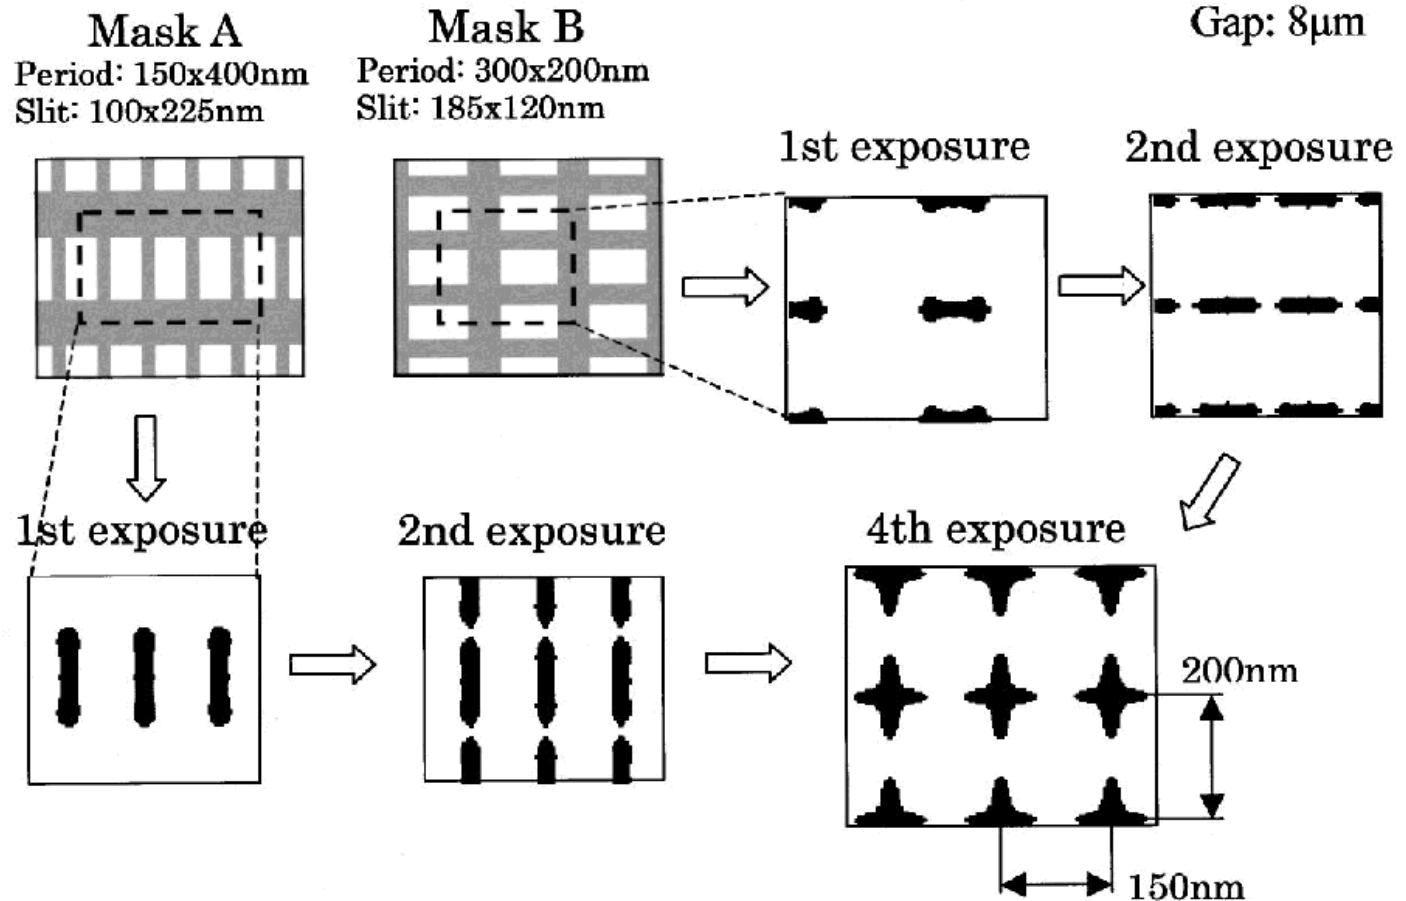 Mask A
Period: 150x400nm
Slit: 100x225nm
Mask B
Period: 300x200nm
Slit: 185x120nm
Gap: 8μm
1st exposure
2nd exposure
1st exposure
2nd exposure
4th exposure
200nm
150nm